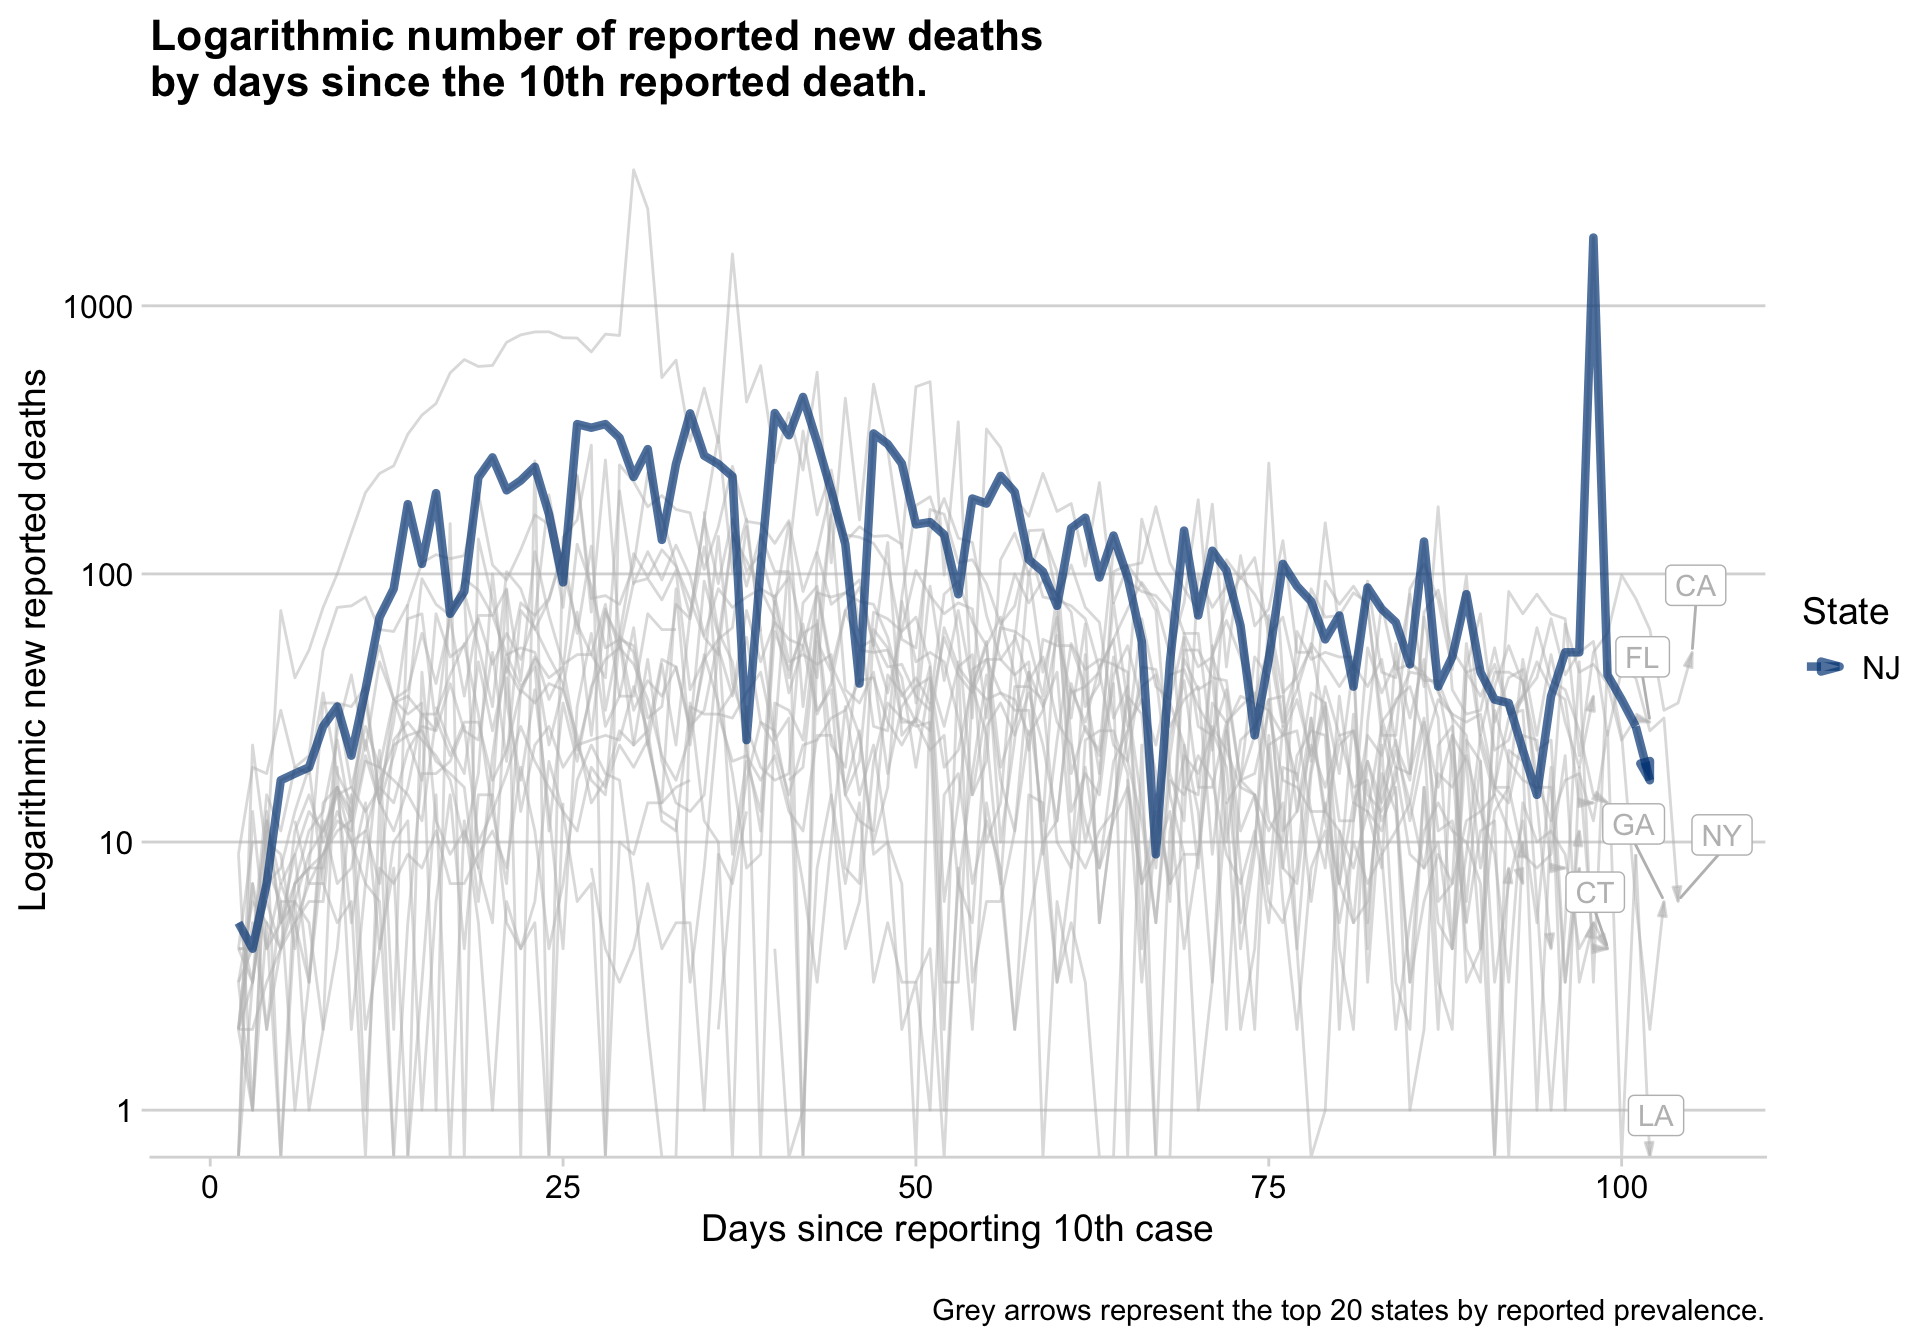 Logarithmic number of reported new deaths
by days since the 10th reported death.
Logarithmic new reported deaths
1000
100
10
1
CA
FL
GA
NY
CT
LA
State
NJ
0
25
50
75
100
Days since reporting 10th case
Grey arrows represent the top 20 states by reported prevalence.